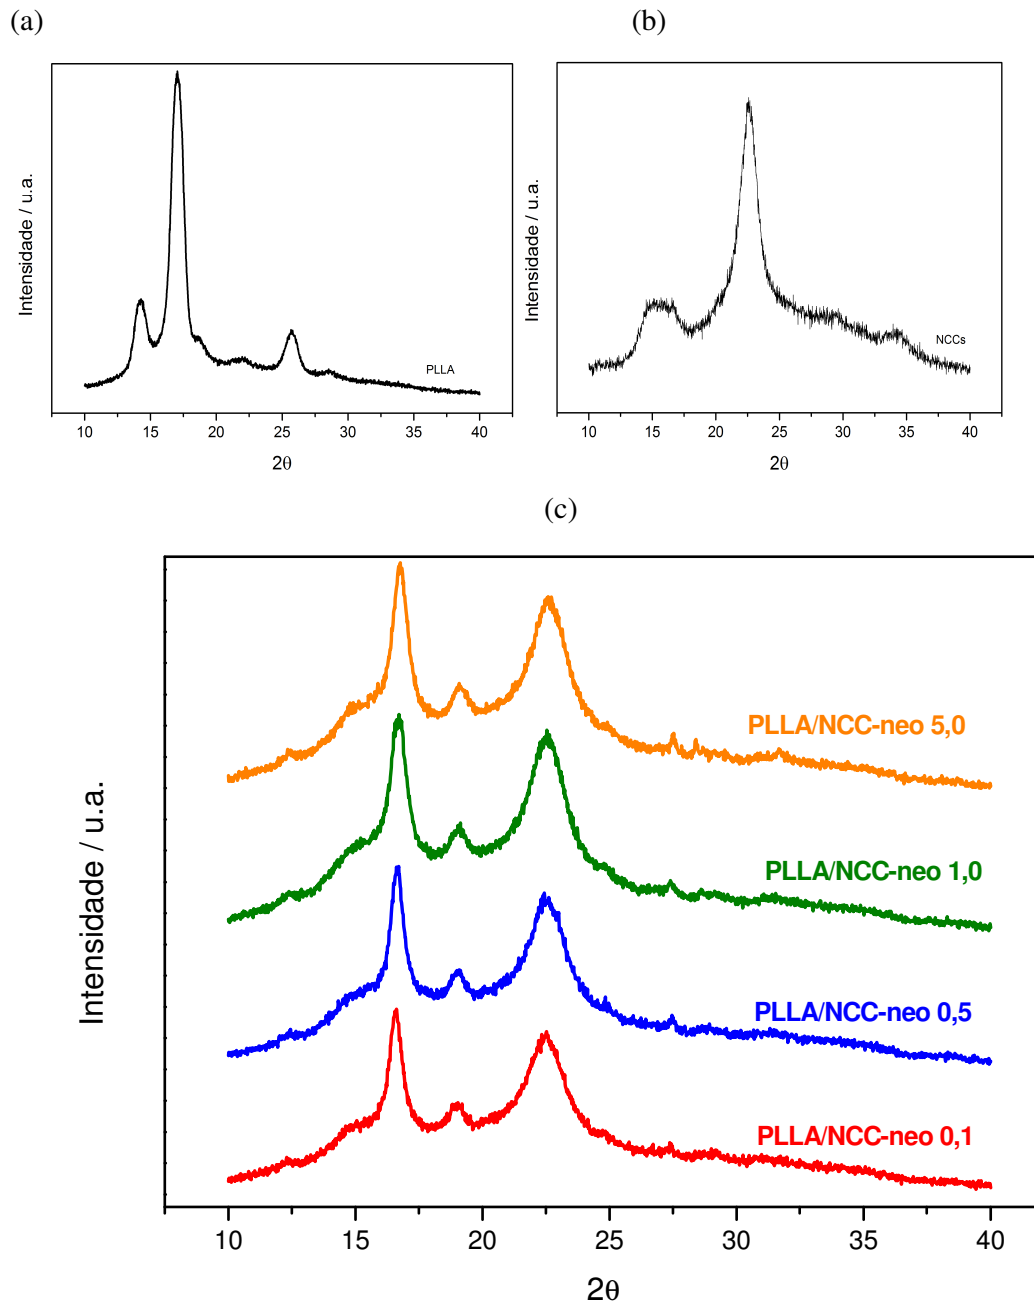 (a)
(b)
Intensidade / u.a.
PLLA
10 15 20 25 30 35 40
2θ
Intensidade / u.a.
NCCs
10 15 20 25 30 35 40
2θ
(c)
Intensidade / u.a.
PLLA/NCC-neo 5,0
PLLA/NCC-neo 1,0
PLLA/NCC-neo 0,5
PLLA/NCC-neo 0,1
10 15 20 25 30 35 40
2θ